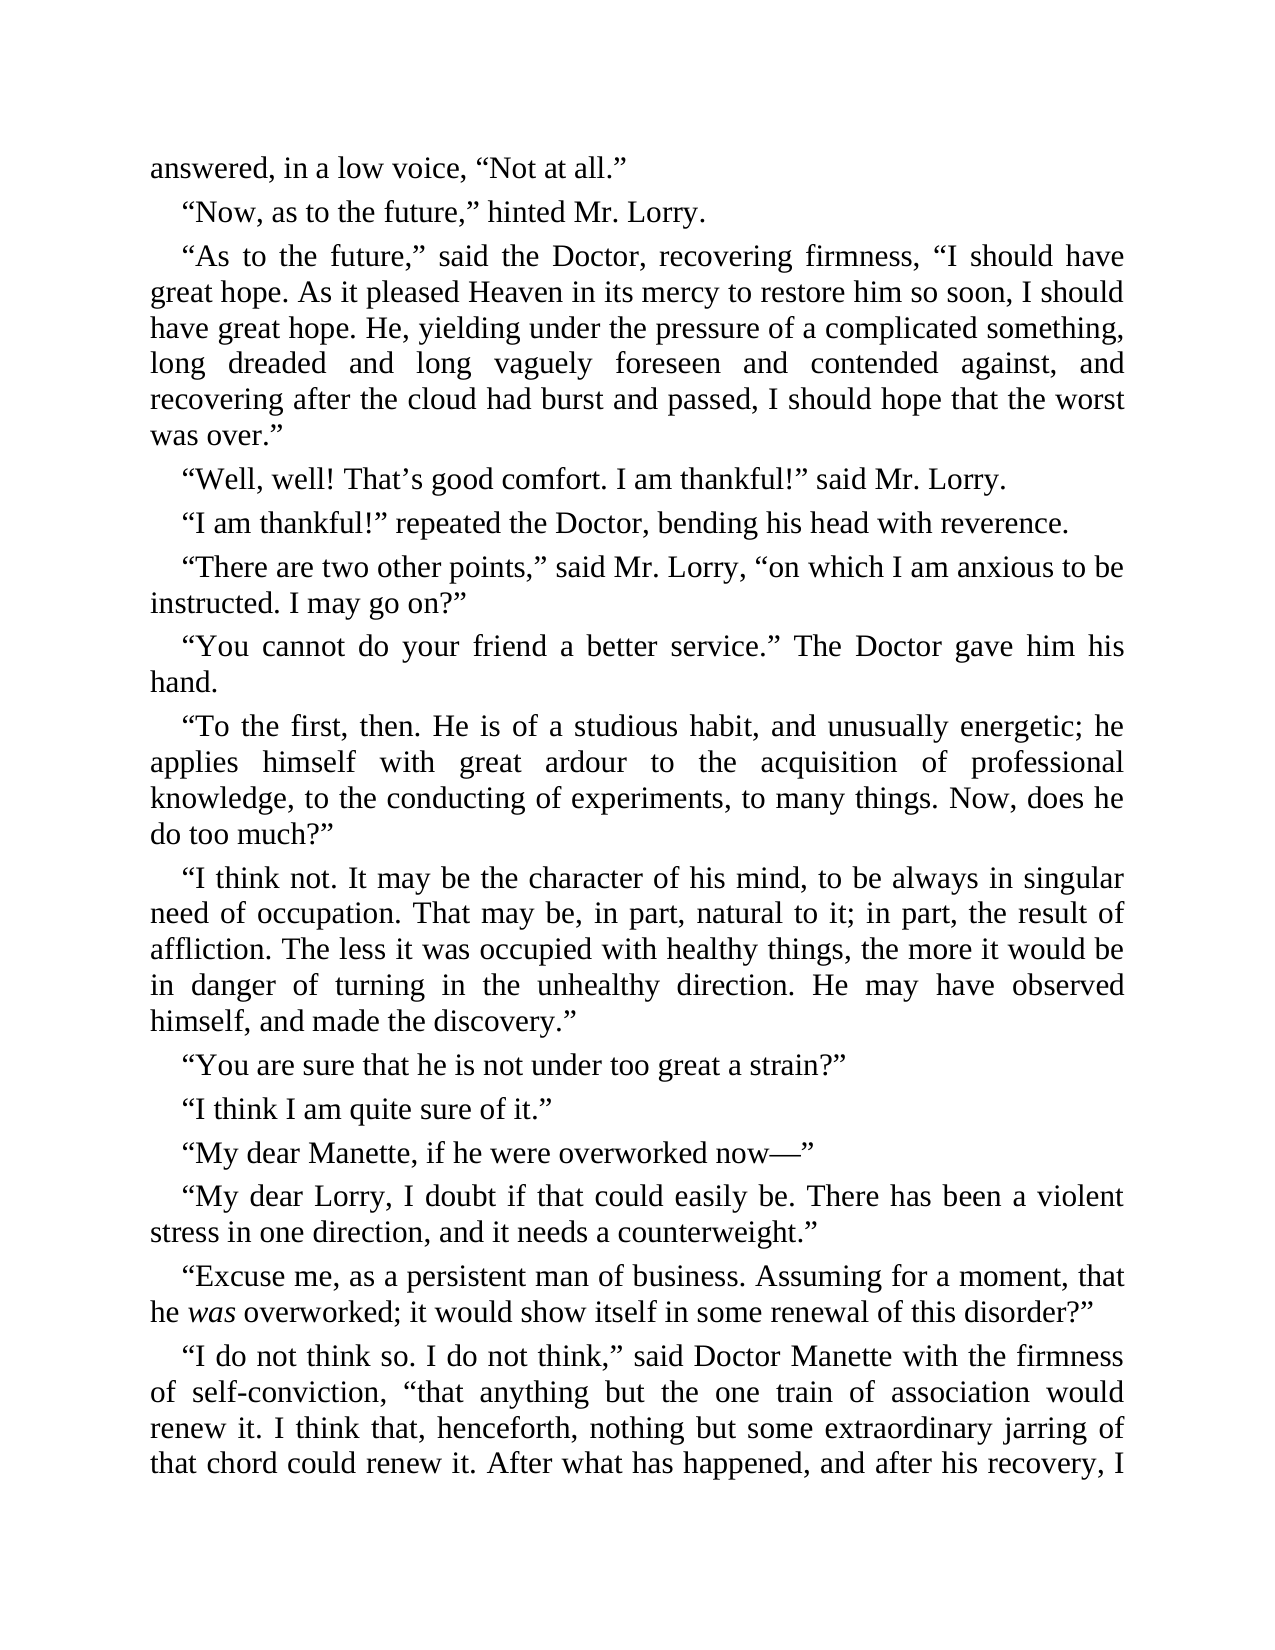 answered, in a low voice, “Not at all.”
“Now, as to the future,” hinted Mr. Lorry.
“As to the future,” said the Doctor, recovering firmness, “I should have
great hope. As it pleased Heaven in its mercy to restore him so soon, I should
have great hope. He, yielding under the pressure of a complicated something,
long dreaded and long vaguely foreseen and contended against, and
recovering after the cloud had burst and passed, I should hope that the worst
was over.”
“Well, well! That’s good comfort. I am thankful!” said Mr. Lorry.
“I am thankful!” repeated the Doctor, bending his head with reverence.
“There are two other points,” said Mr. Lorry, “on which I am anxious to be
instructed. I may go on?”
“You cannot do your friend a better service.” The Doctor gave him his
hand.
“To the first, then. He is of a studious habit, and unusually energetic; he
applies himself with great ardour to the acquisition of professional
knowledge, to the conducting of experiments, to many things. Now, does he
do too much?”
“I think not. It may be the character of his mind, to be always in singular
need of occupation. That may be, in part, natural to it; in part, the result of
affliction. The less it was occupied with healthy things, the more it would be
in danger of turning in the unhealthy direction. He may have observed
himself, and made the discovery.”
“You are sure that he is not under too great a strain?”
“I think I am quite sure of it.”
“My dear Manette, if he were overworked now—”
“My dear Lorry, I doubt if that could easily be. There has been a violent
stress in one direction, and it needs a counterweight.”
“Excuse me, as a persistent man of business. Assuming for a moment, that
he was overworked; it would show itself in some renewal of this disorder?”
“I do not think so. I do not think,” said Doctor Manette with the firmness
of self-conviction, “that anything but the one train of association would
renew it. I think that, henceforth, nothing but some extraordinary jarring of
that chord could renew it. After what has happened, and after his recovery, I